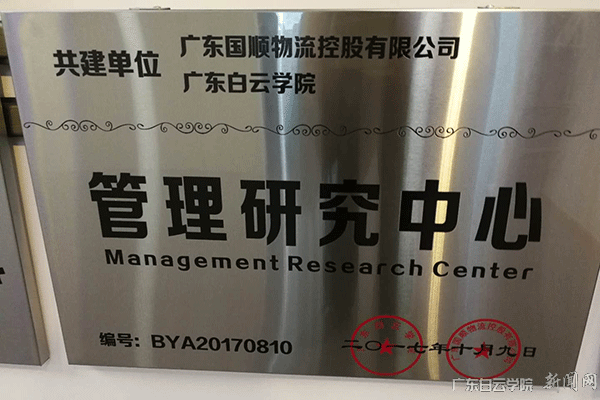 共建单位
广东国顺物流控股有限公司
广东白云学院
管理研究中心
Management Research Center
编号: BYA20170810
二〇一七年十月九日
广东白云学院 新闻网